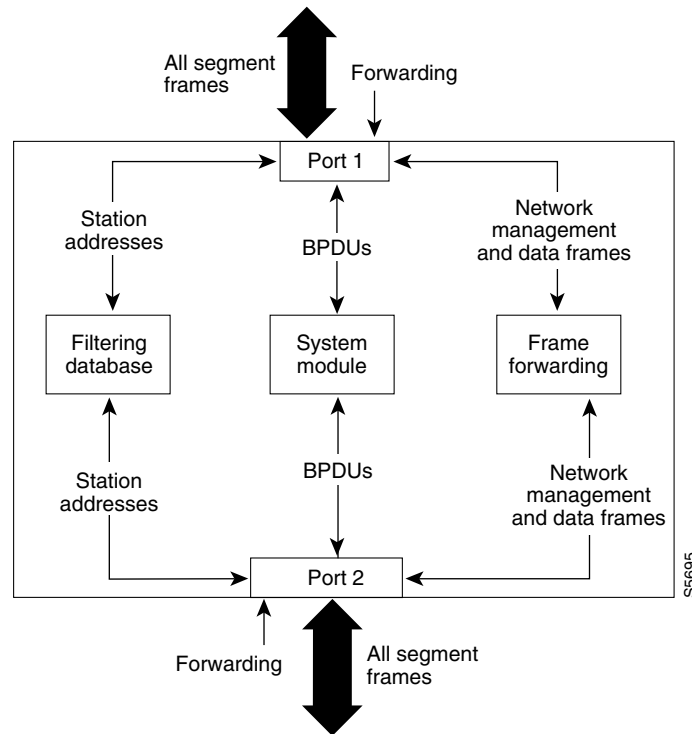 All segment
frames
Forwarding
Port 1
Station
addresses
BPDUs
Network
management
and data frames
Filtering
database
System
module
Frame
forwarding
Station
addresses
BPDUs
Network
management
and data frames
Port 2
S5695
Forwarding
All segment
frames